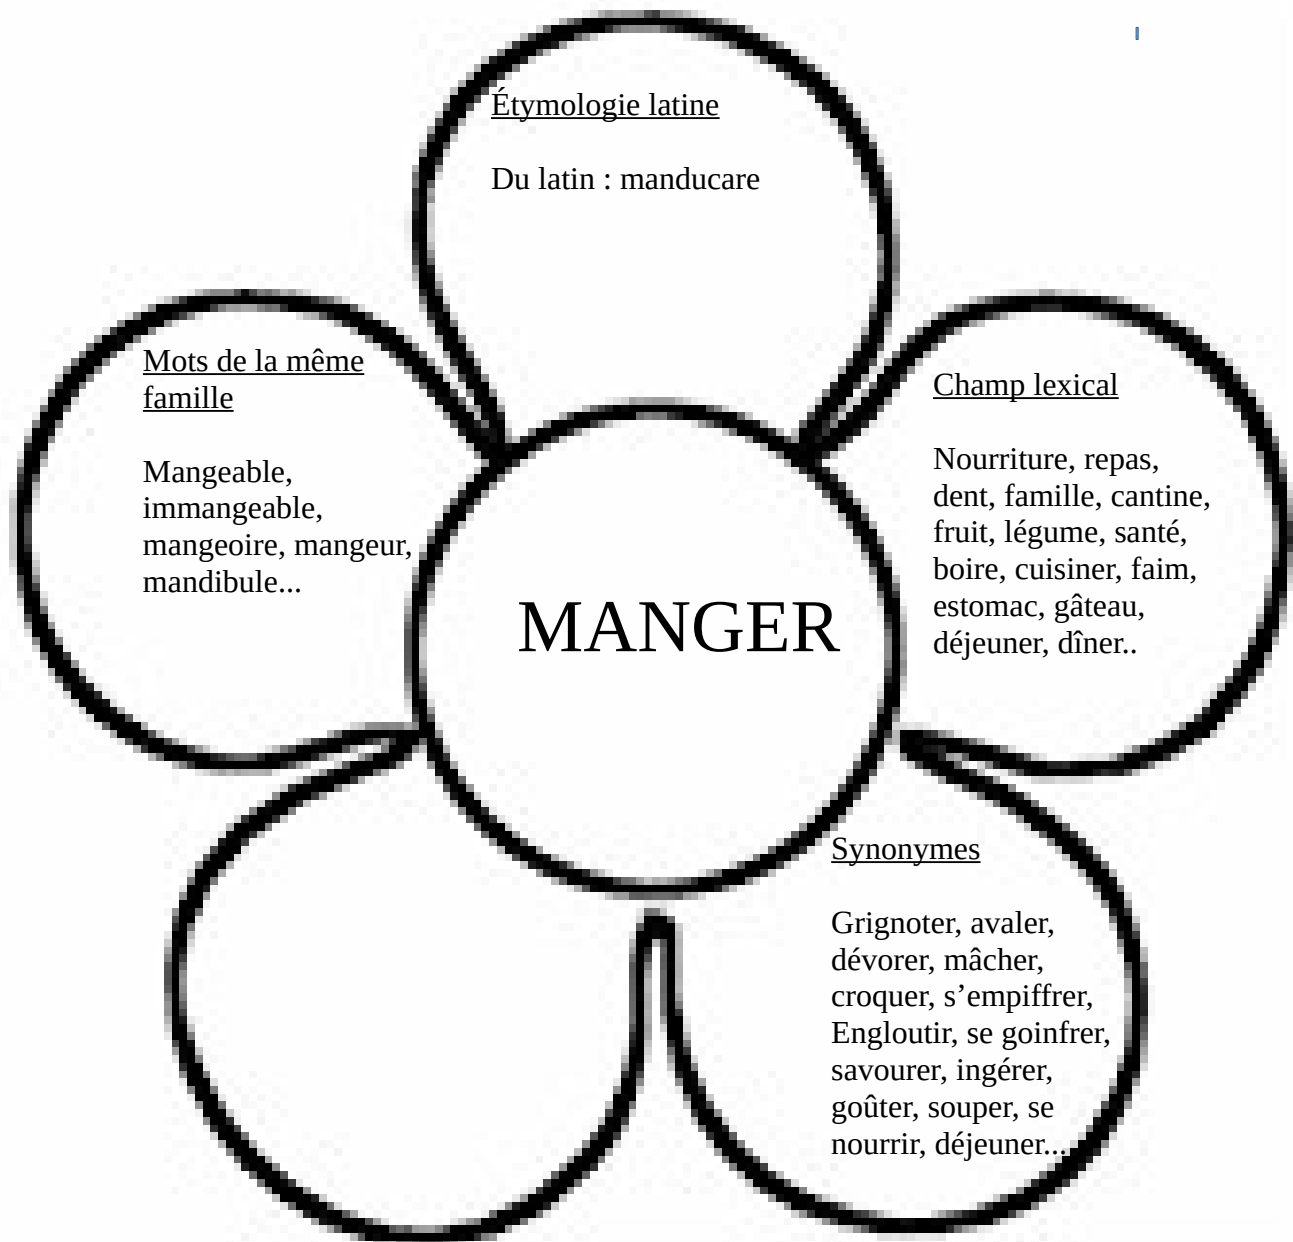 Étymologie latine
Du latin : manducare
Mots de la même
famille
Mangeable,
immangeable,
mangeoire, mangeur,
mandibule...
Champ lexical
Nourriture, repas,
dent, famille, cantine,
fruit, légume, santé,
boire, cuisiner, faim,
estomac, gâteau,
déjeuner, dîner..
MANGER
Synonymes
Grignoter, avaler,
dévorer, mâcher,
croquer, s’empiffrer,
Engloutir, se goinfrer,
savourer, ingérer,
goûter, souper, se
nourrir, déjeuner...